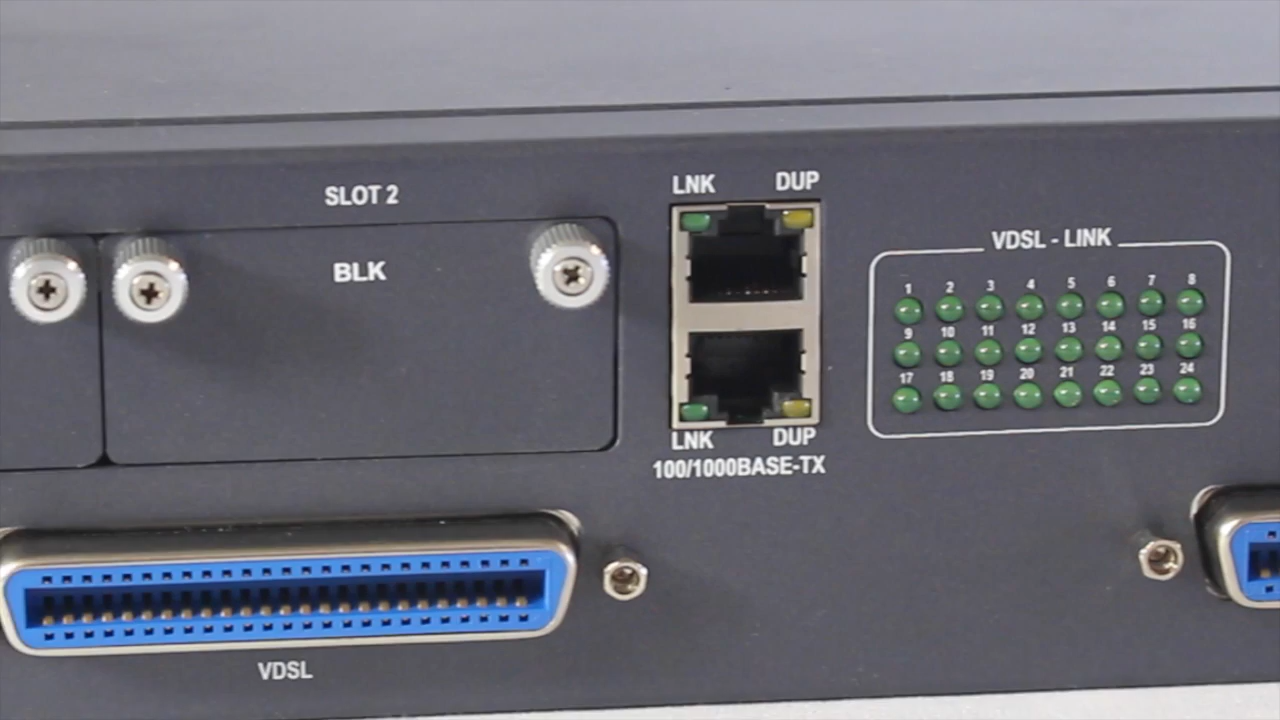 SLOT 2
BLK
LNK DUP
LNK DUP
100/1000BASE-TX
VDSL - LINK
1 2 3 4 5 6 7 8
9 10 11 12 13 14 15 16
17 18 19 20 21 22 23 24
VDSL